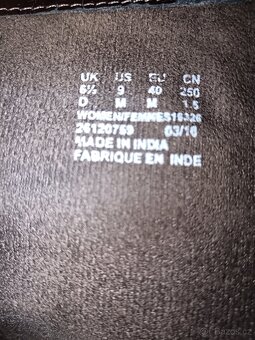 UK US EU CN
6½ 9 40 250
D M M 1.5
WOMEN/FEMMES16326
26120759 03/16
MADE IN INDIA
FABRIQUE EN INDE